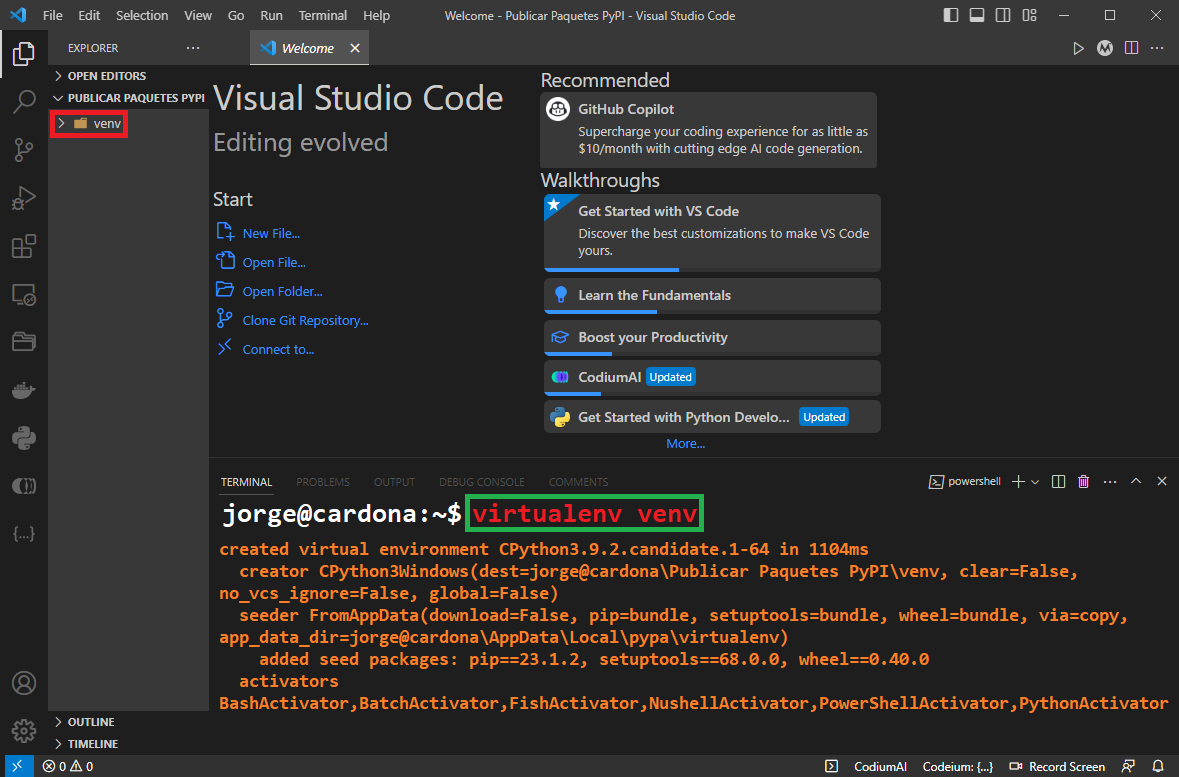 File Edit Selection View Go Run Terminal Help Welcome - Publicar Paquetes PyPI - Visual Studio Code
EXPLORER
Welcome
OPEN EDITORS
PUBLICAR PAQUETES PYPI
venv
Visual Studio Code
Editing evolved
Start
New File...
Open File...
Open Folder...
Clone Git Repository...
Connect to...
Recommended
GitHub Copilot
Supercharge your coding experience for as little as
$10/month with cutting edge AI code generation.
Walkthroughs
Get Started with VS Code
Discover the best customizations to make VS Code
yours.
Learn the Fundamentals
Boost your Productivity
CodiumAI Updated
Get Started with Python Develo... Updated
More...
TERMINAL PROBLEMS OUTPUT DEBUG CONSOLE COMMENTS powershell
jorge@cardona:~$ virtualenv venv
created virtual environment CPython3.9.2.candidate.1-64 in 1104ms
creator CPython3Windows(dest=jorge@cardona\Publicar Paquetes PyPI\venv, clear=False,
no_vcs_ignore=False, global=False)
seeder FromAppData(download=False, pip=bundle, setuptools=bundle, wheel=bundle, via=copy,
app_data_dir=jorge@cardona\AppData\Local\pypa\virtualenv)
added seed packages: pip==23.1.2, setuptools==68.0.0, wheel==0.40.0
activators
BashActivator,BatchActivator,FishActivator,NushellActivator,PowerShellActivator,PythonActivator
OUTLINE
TIMELINE
0 0 CodiumAI Codeium: {...} Record Screen